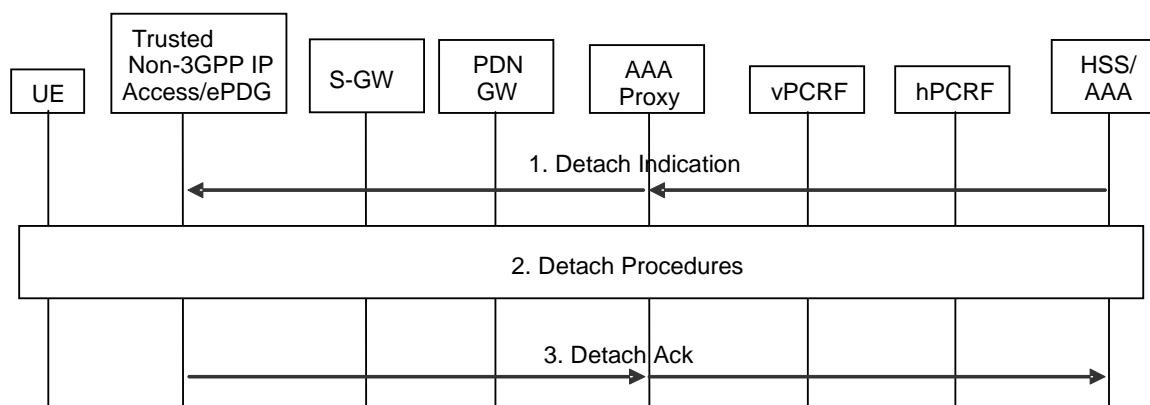 UE
Trusted
Non-3GPP IP
Access/ePDG
S-GW
PDN
GW
AAA
Proxy
vPCRF
hPCRF
HSS/
AAA
1. Detach Indication
2. Detach Procedures
3. Detach Ack